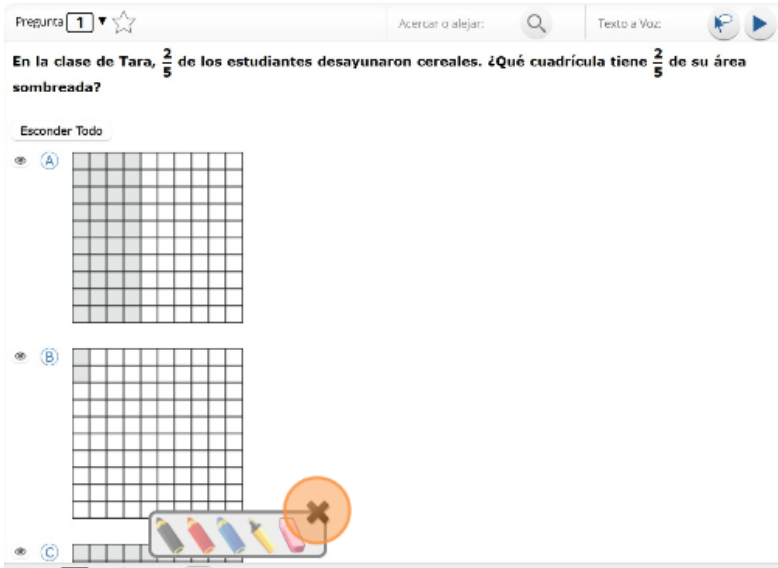 Pregunta 1 Acercar o alejar: Texto a Voz:
En la clase de Tara, 2/5 de los estudiantes desayunaron cereales. ¿Qué cuadrícula tiene 2/5 de su área
sombreada?
Esconder Todo
A
B
C